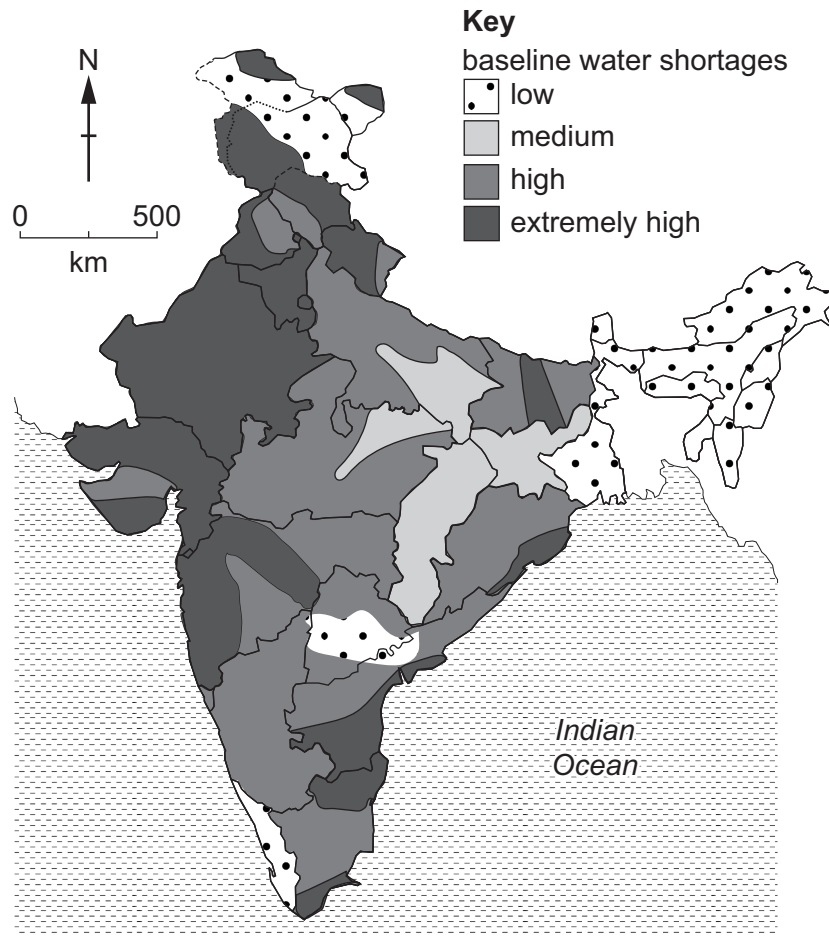 Key
baseline water shortages
low
medium
high
extremely high
N
0 500
km
Indian
Ocean